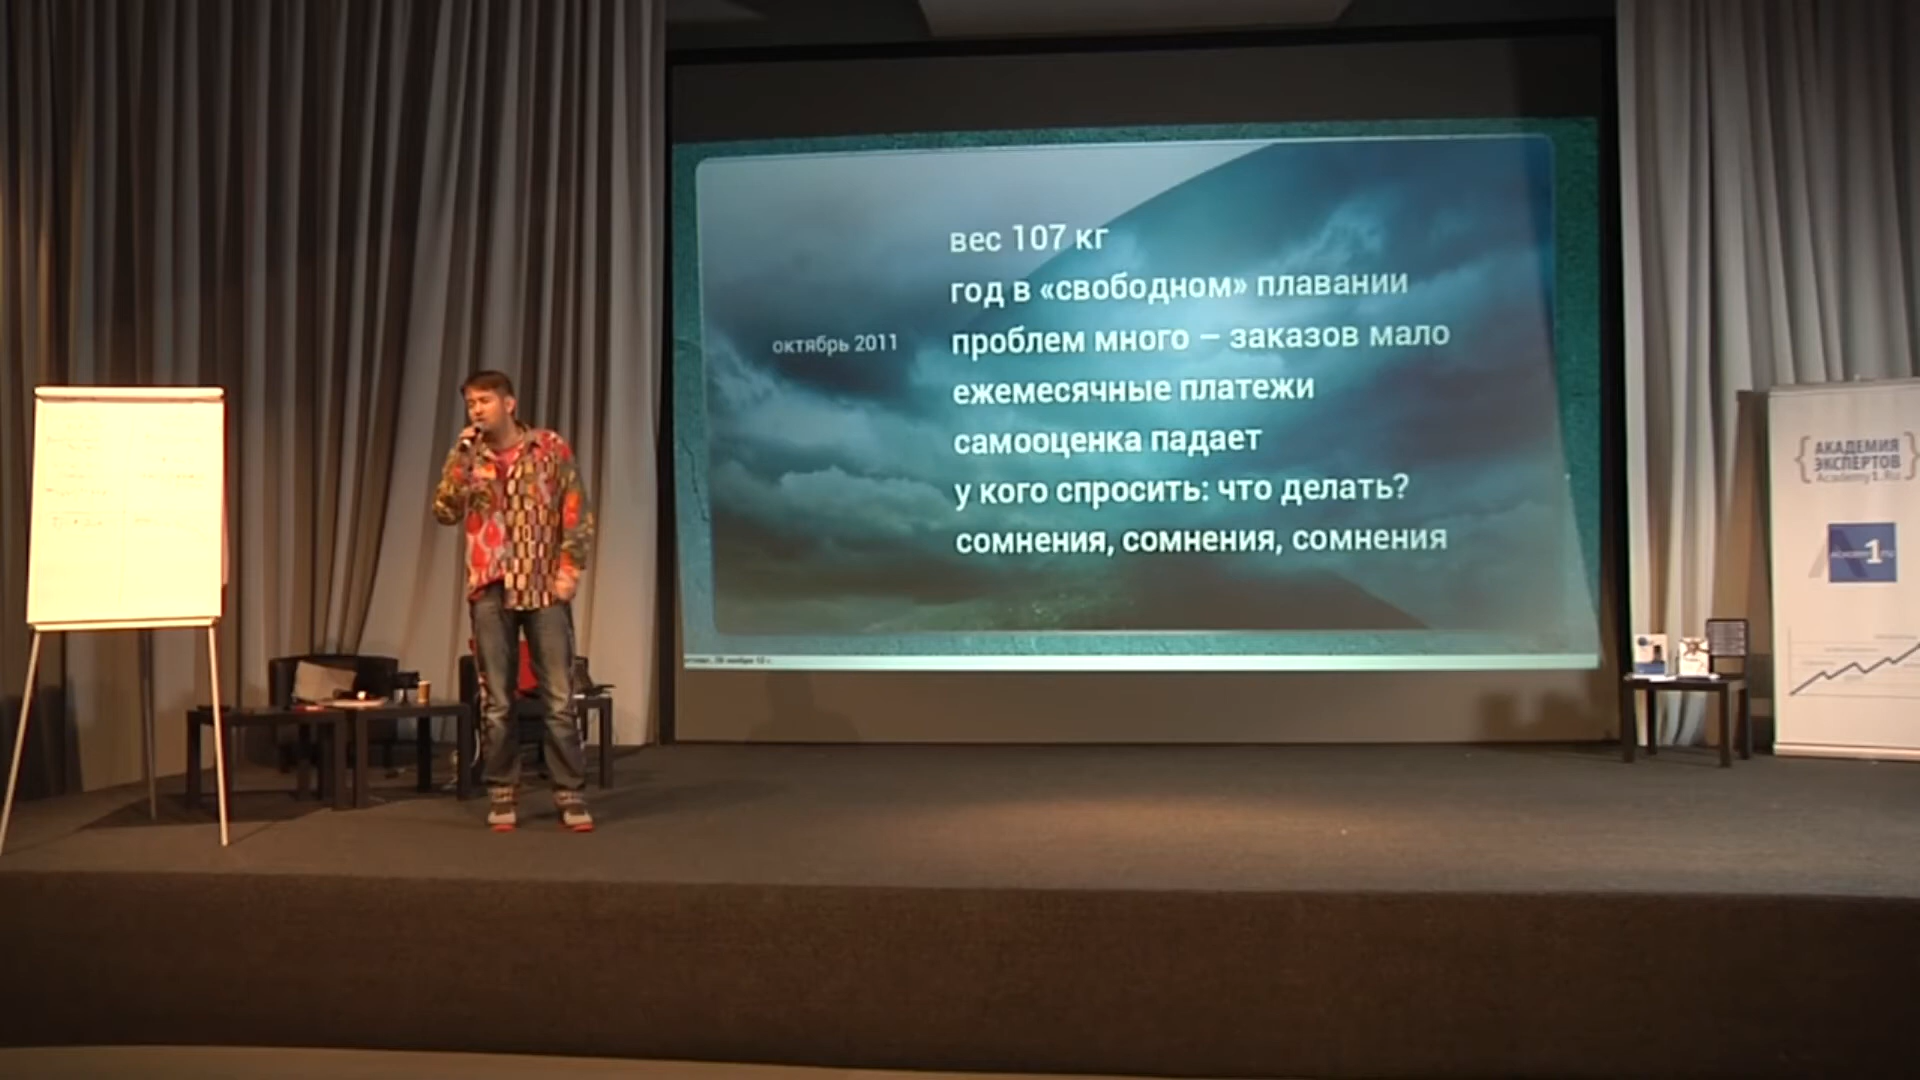 вес 107 кг
год в «свободном» плавании
октябрь 2011
проблем много – заказов мало
ежемесячные платежи
самооценка падает
у кого спросить: что делать?
сомнения, сомнения, сомнения
{АКАДЕМИЯ
ЭКСПЕРТОВ}
Academy1.Ru
1